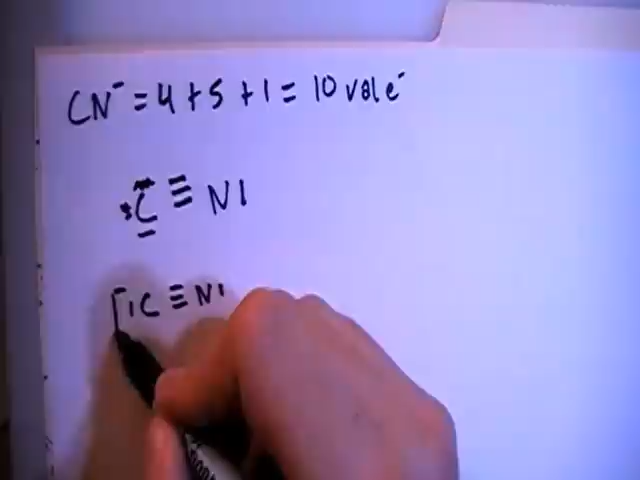 CN⁻ = 4 + 5 + 1 = 10 val e⁻
:C ≡ N|
[|C ≡ N|